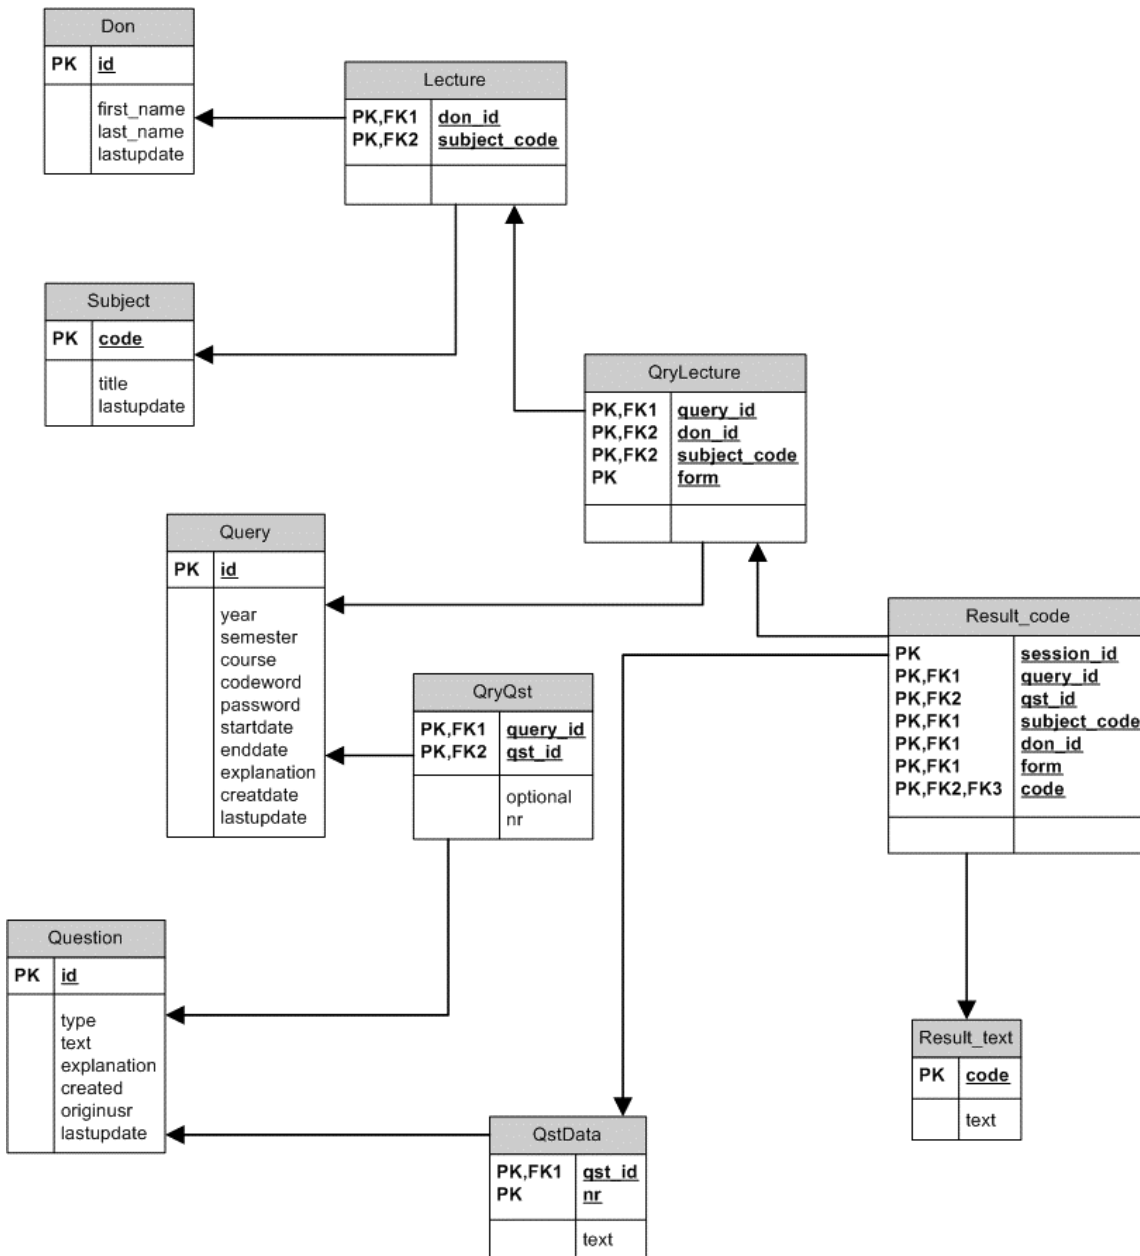 Don
PK id
first_name
last_name
lastupdate
Lecture
PK,FK1 don_id
PK,FK2 subject_code
Subject
PK code
title
lastupdate
QryLecture
PK,FK1 query_id
PK,FK2 don_id
PK,FK2 subject_code
PK form
Query
PK id
year
semester
course
codeword
password
startdate
enddate
explanation
creatdate
lastupdate
QryQst
PK,FK1 query_id
PK,FK2 qst_id
optional
nr
Result_code
PK session_id
PK,FK1 query_id
PK,FK2 qst_id
PK,FK1 subject_code
PK,FK1 don_id
PK,FK1 form
PK,FK2,FK3 code
Question
PK id
type
text
explanation
created
originusr
lastupdate
Result_text
PK code
text
QstData
PK,FK1 qst_id
PK nr
text